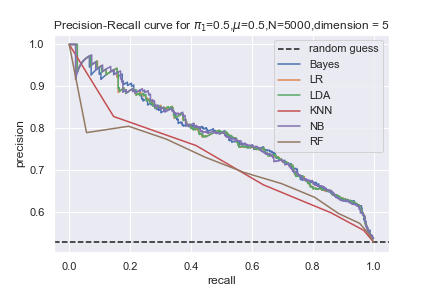 Precision-Recall curve for π₁=0.5,μ=0.5,N=5000,dimension = 5
1.0
0.9
0.8
0.7
0.6
precision
random guess
Bayes
LR
LDA
KNN
NB
RF
0.0 0.2 0.4 0.6 0.8 1.0
recall